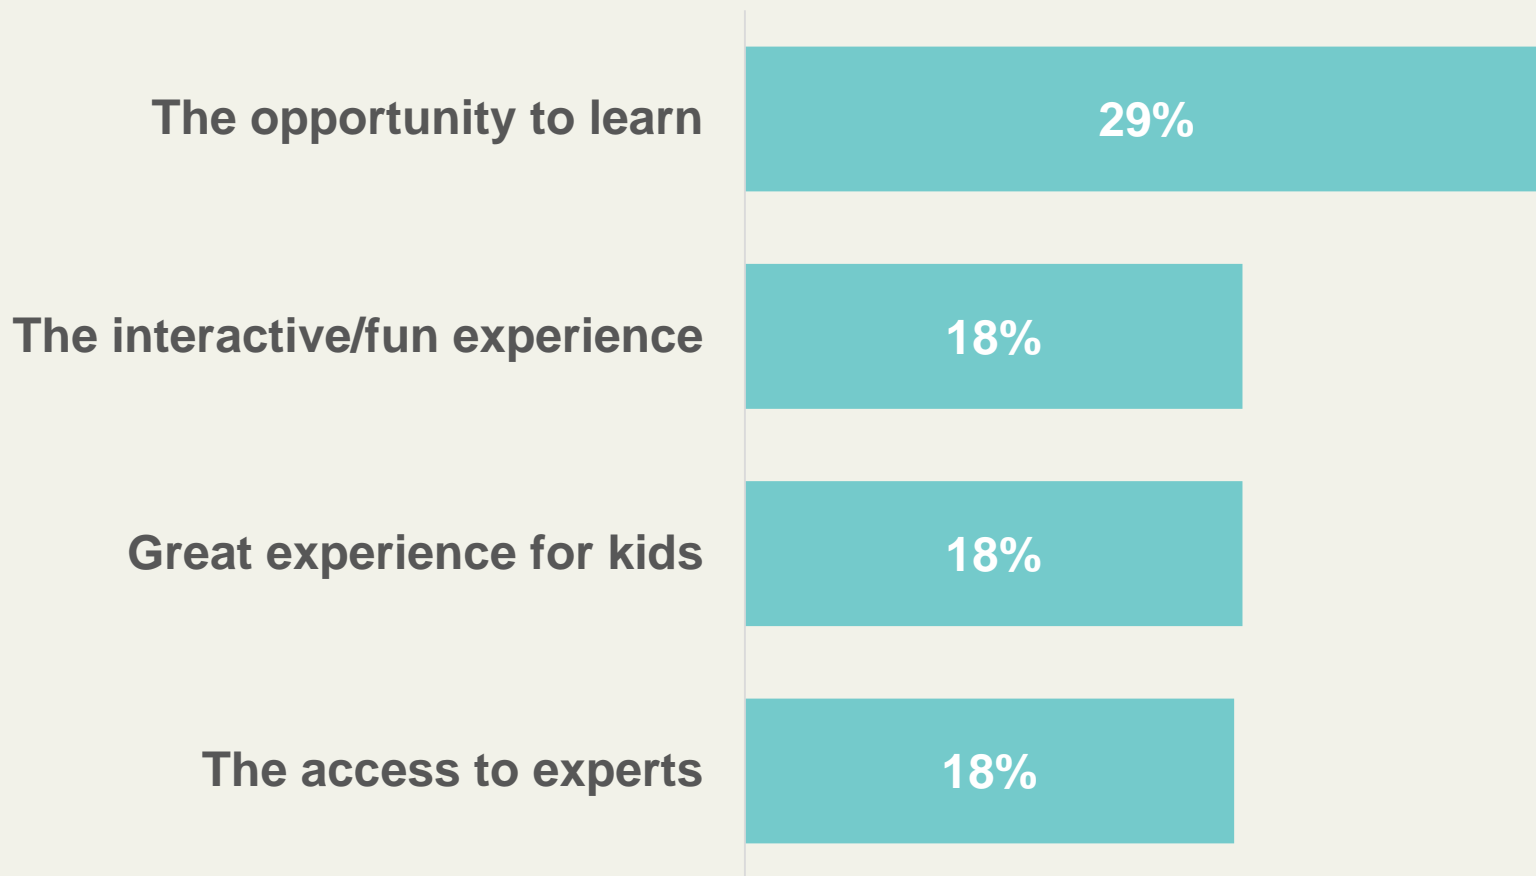 The opportunity to learn 29%
The interactive/fun experience 18%
Great experience for kids 18%
The access to experts 18%